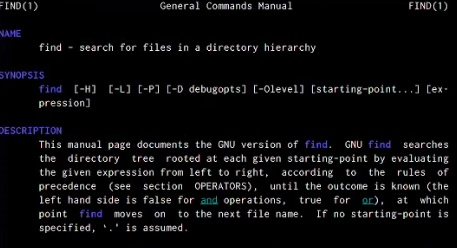 FIND(1) General Commands Manual FIND(1)
NAME
find - search for files in a directory hierarchy
SYNOPSIS
find [-H] [-L] [-P] [-D debugopts] [-Olevel] [starting-point...] [ex-
pression]
DESCRIPTION
This manual page documents the GNU version of find. GNU find searches
the directory tree rooted at each given starting-point by evaluating
the given expression from left to right, according to the rules of
precedence (see section OPERATORS), until the outcome is known (the
left hand side is false for and operations, true for or), at which
point find moves on to the next file name. If no starting-point is
specified, `.' is assumed.